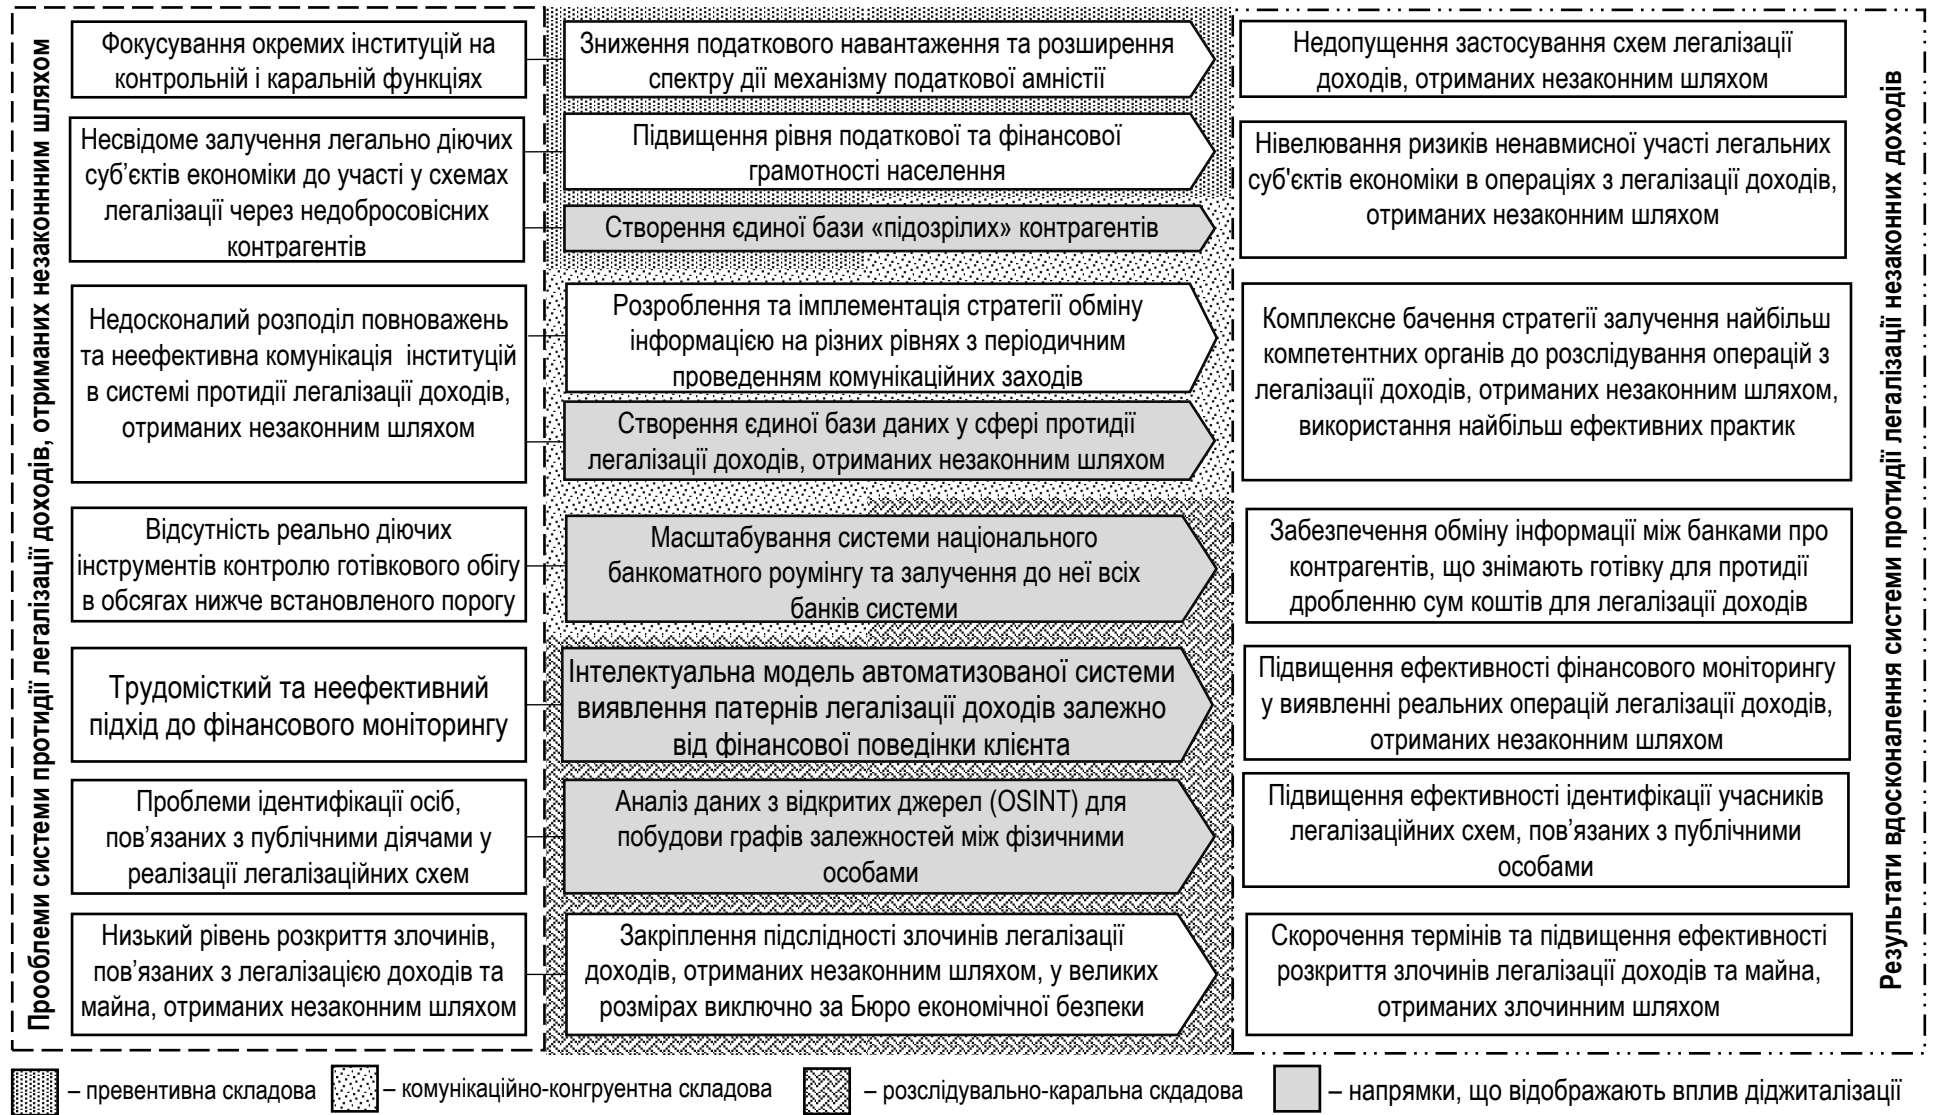 Проблеми системи протидії легалізації доходів, отриманих незаконним шляхом
Фокусування окремих інституцій на
контрольній і каральній функціях
Зниження податкового навантаження та розширення
спектру дії механізму податкової амністії
Недопущення застосування схем легалізації
доходів, отриманих незаконним шляхом
Несвідоме залучення легально діючих
суб’єктів економіки до участі у схемах
легалізації через недобросовісних
контрагентів
Підвищення рівня податкової та фінансової
грамотності населення
Створення єдиної бази «підозрілих» контрагентів
Нівелювання ризиків ненавмисної участі легальних
суб'єктів економіки в операціях з легалізації доходів,
отриманих незаконним шляхом
Недосконалий розподіл повноважень
та неефективна комунікація інституцій
в системі протидії легалізації доходів,
отриманих незаконним шляхом
Розроблення та імплементація стратегії обміну
інформацією на різних рівнях з періодичним
проведенням комунікаційних заходів
Створення єдиної бази даних у сфері протидії
легалізації доходів, отриманих незаконним шляхом
Комплексне бачення стратегії залучення найбільш
компетентних органів до розслідування операцій з
легалізації доходів, отриманих незаконним шляхом,
використання найбільш ефективних практик
Відсутність реально діючих
інструментів контролю готівкового обігу
в обсягах нижче встановленого порогу
Масштабування системи національного
банкоматного роумінгу та залучення до неї всіх
банків системи
Забезпечення обміну інформації між банками про
контрагентів, що знімають готівку для протидії
дробленню сум коштів для легалізації доходів
Трудомісткий та неефективний
підхід до фінансового моніторингу
Інтелектуальна модель автоматизованої системи
виявлення патернів легалізації доходів залежно
від фінансової поведінки клієнта
Підвищення ефективності фінансового моніторингу
у виявленні реальних операцій легалізації доходів,
отриманих незаконним шляхом
Проблеми ідентифікації осіб,
пов’язаних з публічними діячами у
реалізації легалізаційних схем
Аналіз даних з відкритих джерел (OSINT) для
побудови графів залежностей між фізичними
особами
Підвищення ефективності ідентифікації учасників
легалізаційних схем, пов’язаних з публічними
особами
Низький рівень розкриття злочинів,
пов’язаних з легалізацією доходів та
майна, отриманих незаконним шляхом
Закріплення підслідності злочинів легалізації
доходів, отриманих незаконним шляхом, у великих
розмірах виключно за Бюро економічної безпеки
Скорочення термінів та підвищення ефективності
розкриття злочинів легалізації доходів та майна,
отриманих злочинним шляхом
Результати вдосконалення системи протидії легалізації незаконних доходів
– превентивна складова
– комунікаційно-конгруентна складова
– розслідувально-каральна скдадова
– напрямки, що відображають вплив діджиталізації